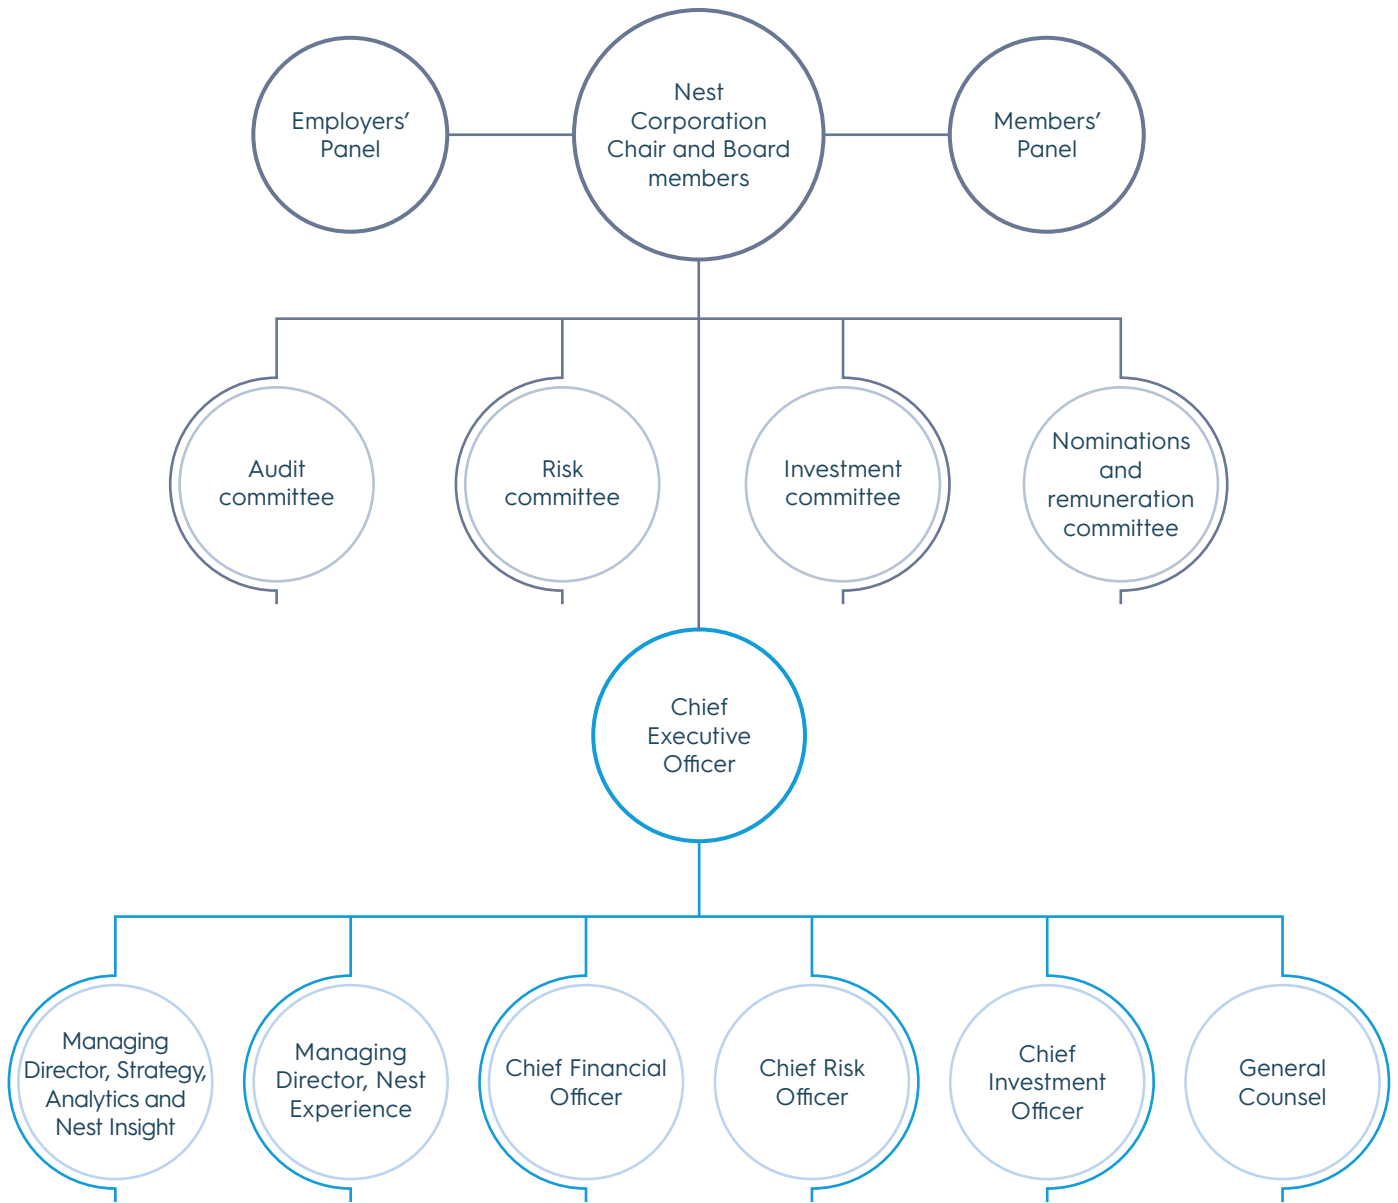 Employers’
Panel
Nest
Corporation
Chair and Board
members
Members’
Panel
Audit
committee
Risk
committee
Investment
committee
Nominations
and
remuneration
committee
Chief
Executive
Officer
Managing
Director, Strategy,
Analytics and
Nest Insight
Managing
Director, Nest
Experience
Chief Financial
Officer
Chief Risk
Officer
Chief
Investment
Officer
General
Counsel